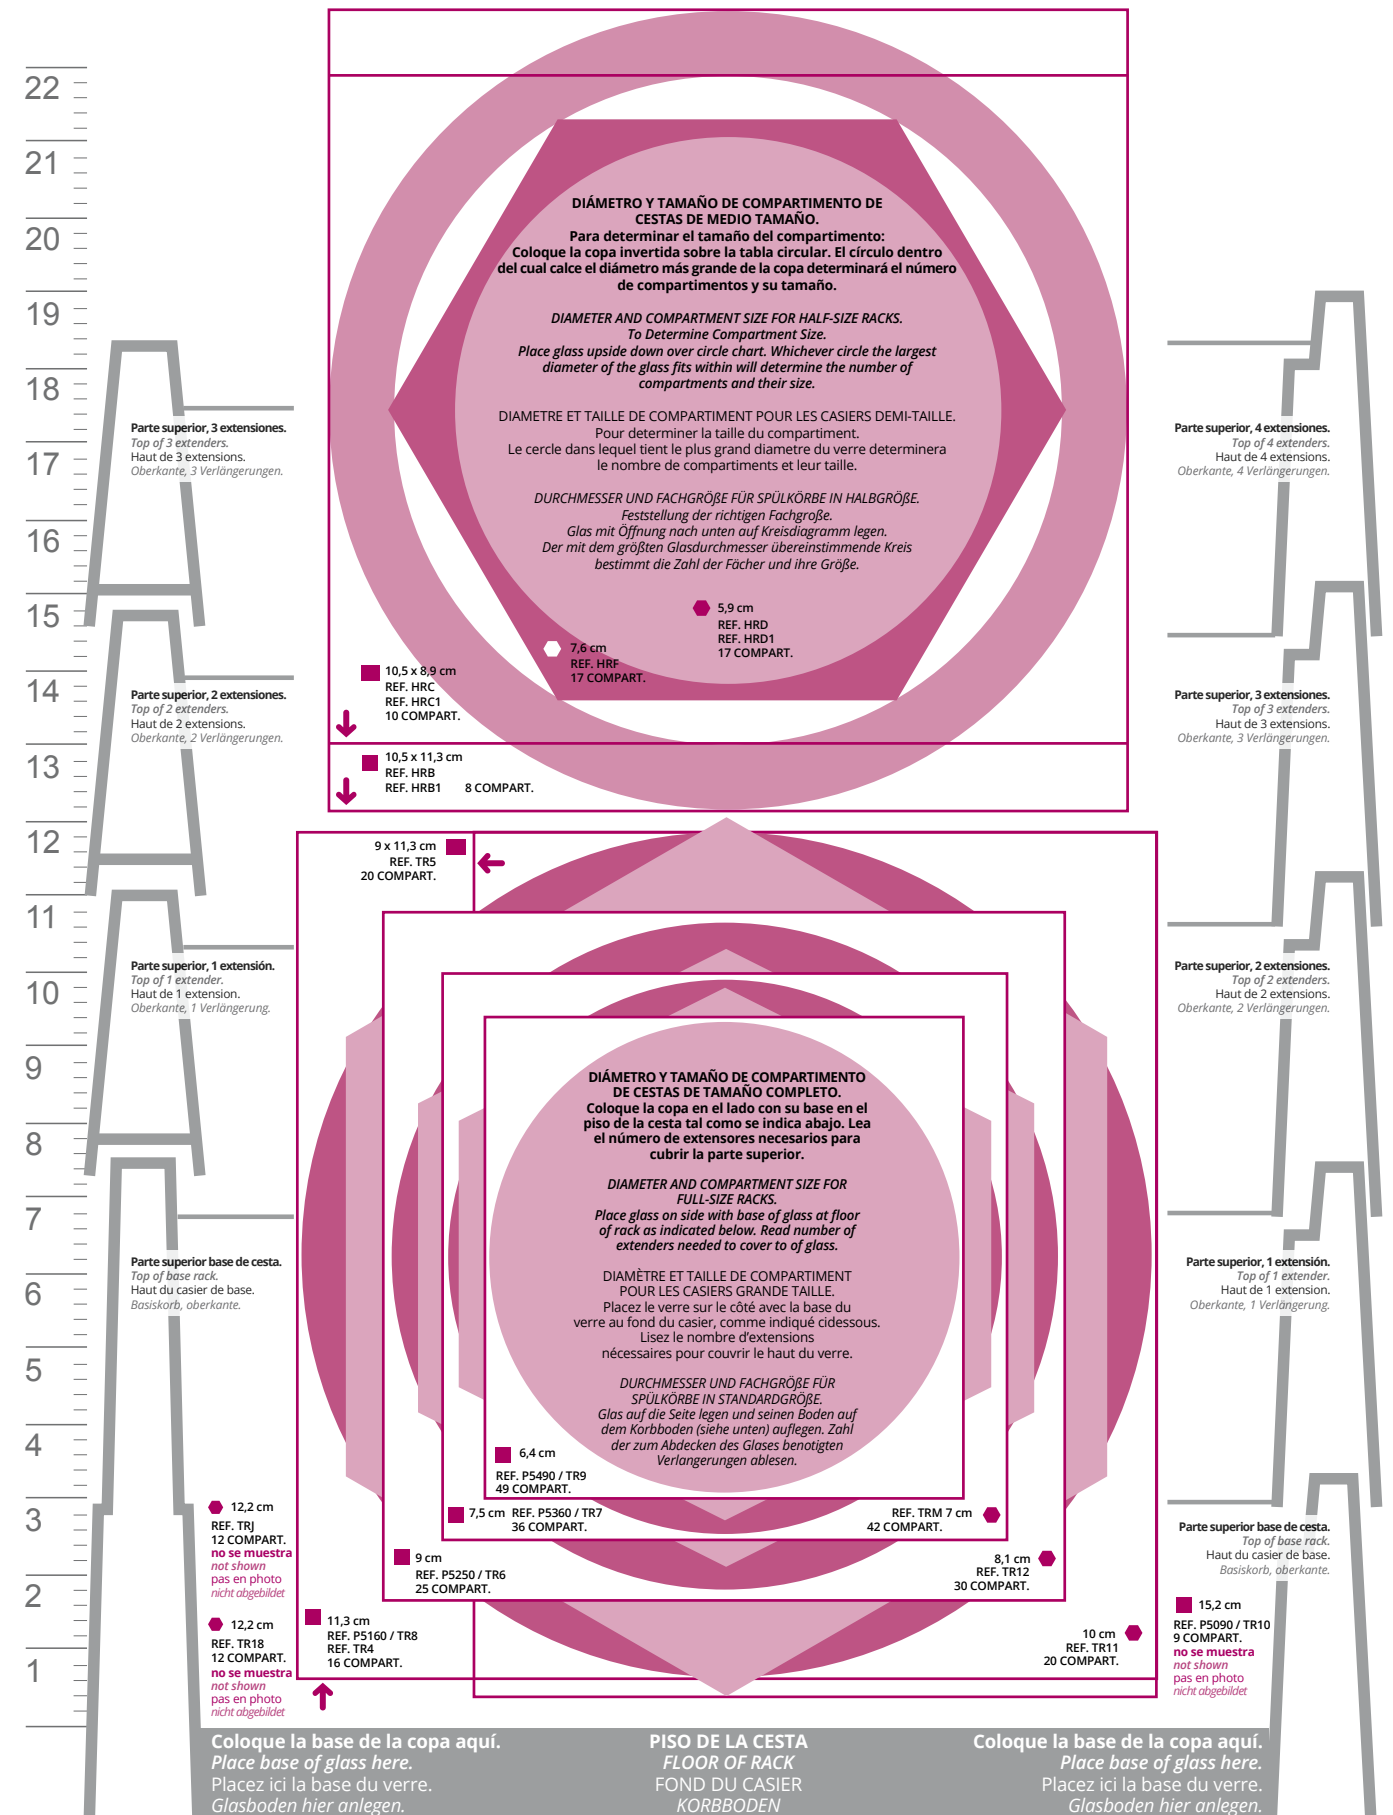 22
21
20
19
18
17
16
15
14
13
12
11
10
9
8
7
6
5
4
3
2
1
Parte superior, 3 extensiones.
Top of 3 extenders.
Haut de 3 extensions.
Oberkante, 3 Verlängerungen.
Parte superior, 2 extensiones.
Top of 2 extenders.
Haut de 2 extensions.
Oberkante, 2 Verlängerungen.
Parte superior, 1 extensión.
Top of 1 extender.
Haut de 1 extension.
Oberkante, 1 Verlängerung.
Parte superior base de cesta.
Top of base rack.
Haut du casier de base.
Basiskorb, oberkante.
DIÁMETRO Y TAMAÑO DE COMPARTIMENTO DE
CESTAS DE MEDIO TAMAÑO.
Para determinar el tamaño del compartimento:
Coloque la copa invertida sobre la tabla circular. El círculo dentro
del cual calce el diámetro más grande de la copa determinará el número
de compartimentos y su tamaño.
DIAMETER AND COMPARTMENT SIZE FOR HALF-SIZE RACKS.
To Determine Compartment Size.
Place glass upside down over circle chart. Whichever circle the largest
diameter of the glass fits within will determine the number of
compartments and their size.
DIAMETRE ET TAILLE DE COMPARTIMENT POUR LES CASIERS DEMI-TAILLE.
Pour determiner la taille du compartiment.
Le cercle dans lequel tient le plus grand diametre du verre determinera
le nombre de compartiments et leur taille.
DURCHMESSER UND FACHGRÖßE FÜR SPÜLKÖRBE IN HALBGRÖßE.
Feststellung der richtigen Fachgroße.
Glas mit Öffnung nach unten auf Kreisdiagramm legen.
Der mit dem größten Glasdurchmesser übereinstimmende Kreis
bestimmt die Zahl der Fächer und ihre Größe.
5,9 cm
REF. HRD
REF. HRD1
17 COMPART.
7,6 cm
REF. HRF
17 COMPART.
10,5 x 8,9 cm
REF. HRC
REF. HRC1
10 COMPART.
10,5 x 11,3 cm
REF. HRB
REF. HRB1 8 COMPART.
9 x 11,3 cm
REF. TR5
20 COMPART.
DIÁMETRO Y TAMAÑO DE COMPARTIMENTO
DE CESTAS DE TAMAÑO COMPLETO.
Coloque la copa en el lado con su base en el
piso de la cesta tal como se indica abajo. Lea
el número de extensores necesarios para
cubrir la parte superior.
DIAMETER AND COMPARTMENT SIZE FOR
FULL-SIZE RACKS.
Place glass on side with base of glass at floor
of rack as indicated below. Read number of
extenders needed to cover to of glass.
DIAMÈTRE ET TAILLE DE COMPARTIMENT
POUR LES CASIERS GRANDE TAILLE.
Placez le verre sur le côté avec la base du
verre au fond du casier, comme indiqué cidessous.
Lisez le nombre d'extensions
nécessaires pour couvrir le haut du verre.
DURCHMESSER UND FACHGRÖßE FÜR
SPÜLKÖRBE IN STANDARDGRÖßE.
Glas auf die Seite legen und seinen Boden auf
dem Korbboden (siehe unten) auflegen. Zahl
der zum Abdecken des Glases benotigten
Verlangerungen ablesen.
6,4 cm
REF. P5490 / TR9
49 COMPART.
7,5 cm REF. P5360 / TR7
36 COMPART.
REF. TRM 7 cm
42 COMPART.
9 cm
REF. P5250 / TR6
25 COMPART.
8,1 cm
REF. TR12
30 COMPART.
11,3 cm
REF. P5160 / TR8
REF. TR4
16 COMPART.
10 cm
REF. TR11
20 COMPART.
12,2 cm
REF. TRJ
12 COMPART.
no se muestra
not shown
pas en photo
nicht abgebildet
12,2 cm
REF. TR18
12 COMPART.
no se muestra
not shown
pas en photo
nicht abgebildet
Parte superior, 4 extensiones.
Top of 4 extenders.
Haut de 4 extensions.
Oberkante, 4 Verlängerungen.
Parte superior, 3 extensiones.
Top of 3 extenders.
Haut de 3 extensions.
Oberkante, 3 Verlängerungen.
Parte superior, 2 extensiones.
Top of 2 extenders.
Haut de 2 extensions.
Oberkante, 2 Verlängerungen.
Parte superior, 1 extensión.
Top of 1 extender.
Haut de 1 extension.
Oberkante, 1 Verlängerung.
Parte superior base de cesta.
Top of base rack.
Haut du casier de base.
Basiskorb, oberkante.
15,2 cm
REF. P5090 / TR10
9 COMPART.
no se muestra
not shown
pas en photo
nicht abgebildet
Coloque la base de la copa aquí.
Place base of glass here.
Placez ici la base du verre.
Glasboden hier anlegen.
PISO DE LA CESTA
FLOOR OF RACK
FOND DU CASIER
KORBBODEN
Coloque la base de la copa aquí.
Place base of glass here.
Placez ici la base du verre.
Glasboden hier anlegen.